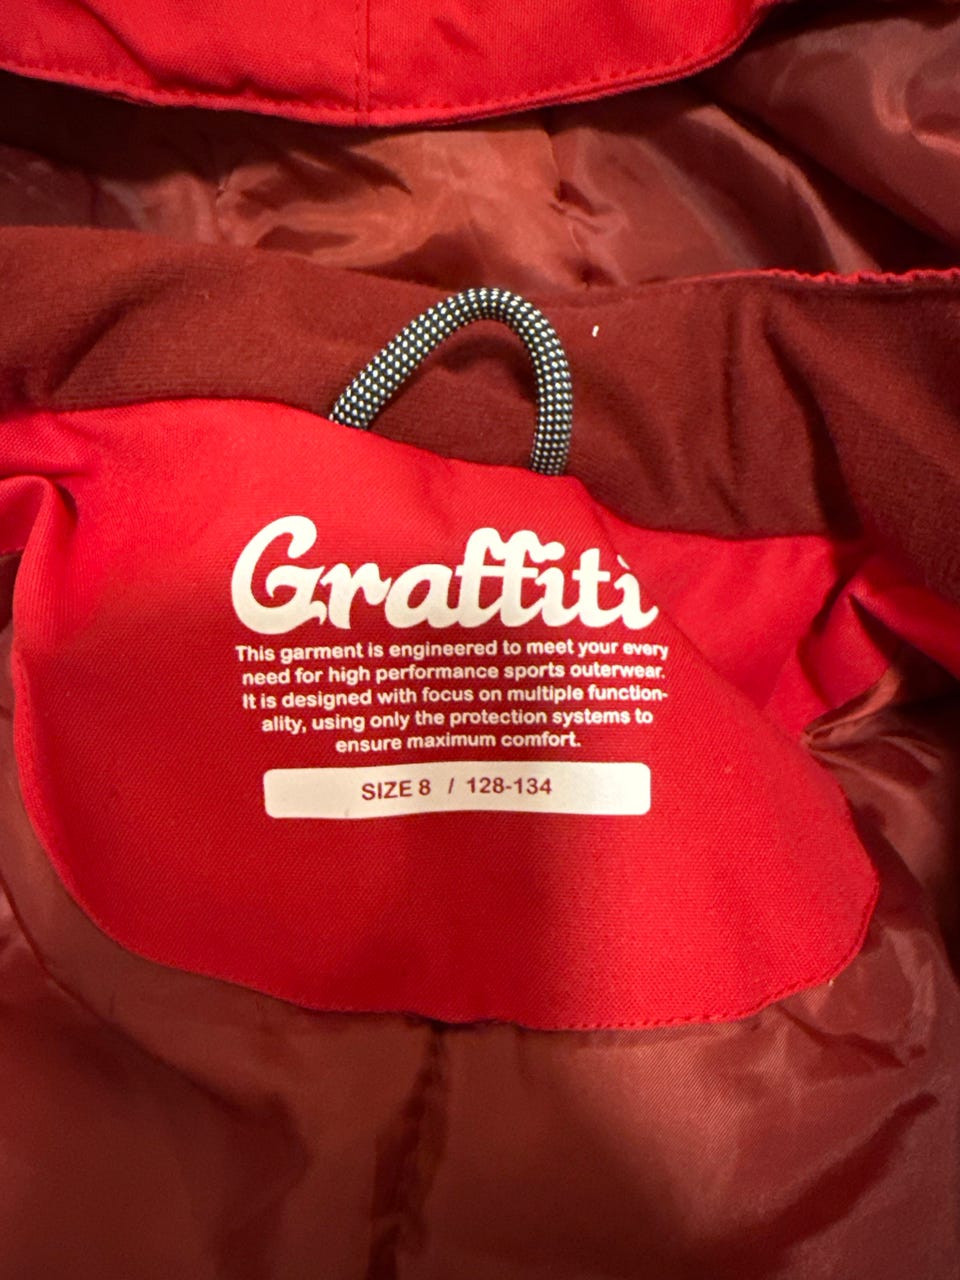 Graffiti
This garment is engineered to meet your every
need for high performance sports outerwear.
It is designed with focus on multiple function-
ality, using only the protection systems to
ensure maximum comfort.
SIZE 8 / 128-134